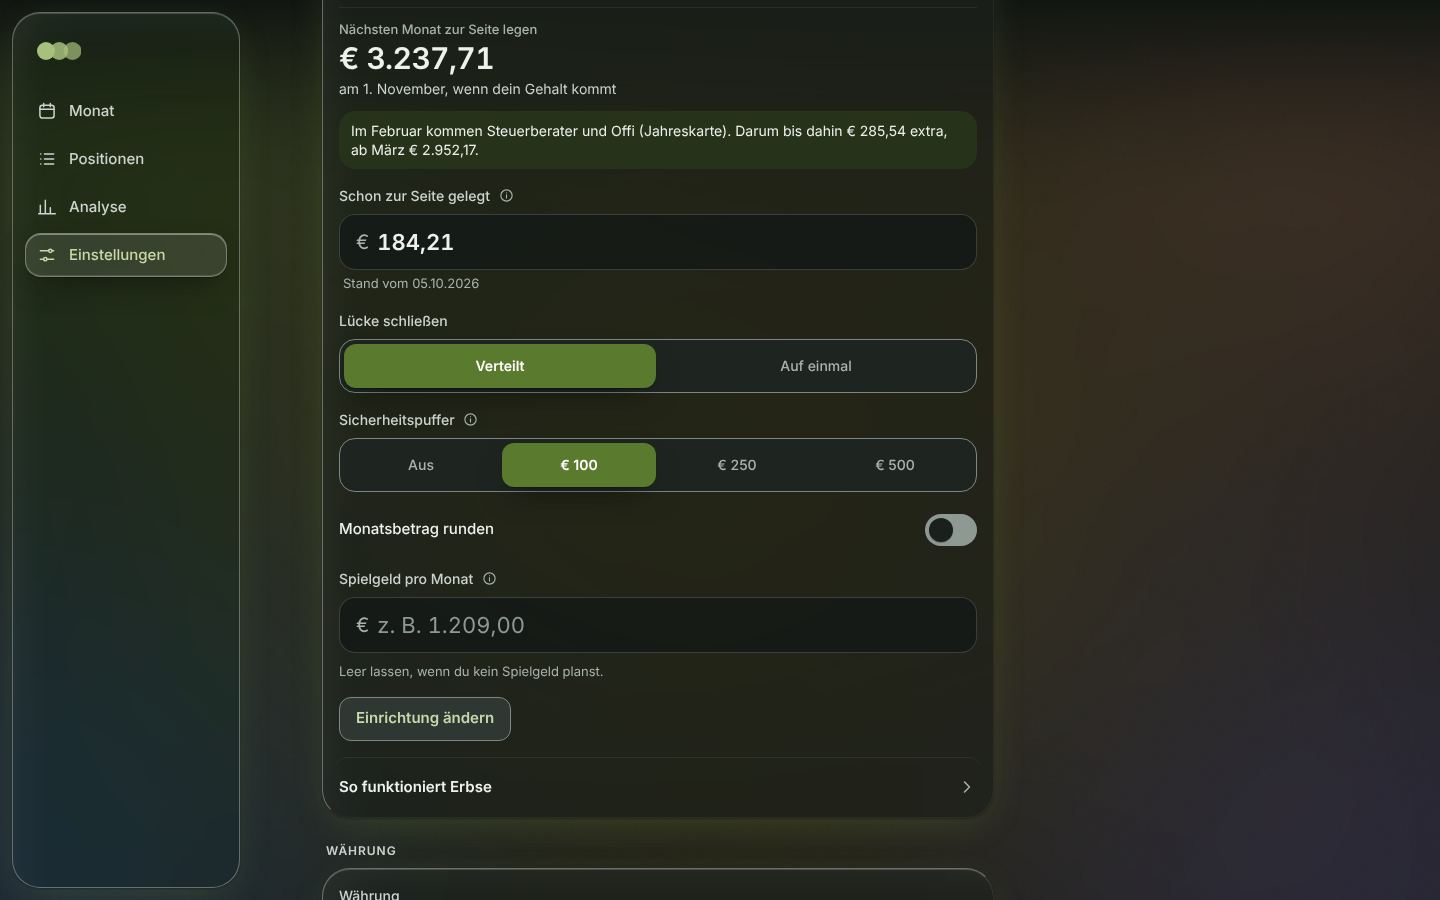 Monat
Positionen
Analyse
Einstellungen
Nächsten Monat zur Seite legen
€ 3.237,71
am 1. November, wenn dein Gehalt kommt
Im Februar kommen Steuerberater und Offi (Jahreskarte). Darum bis dahin € 285,54 extra,
ab März € 2.952,17.
Schon zur Seite gelegt
€ 184,21
Stand vom 05.10.2026
Lücke schließen
Verteilt
Auf einmal
Sicherheitspuffer
Aus
€ 100
€ 250
€ 500
Monatsbetrag runden
Spielgeld pro Monat
€ z. B. 1.209,00
Leer lassen, wenn du kein Spielgeld planst.
Einrichtung ändern
So funktioniert Erbse
WÄHRUNG
Währung